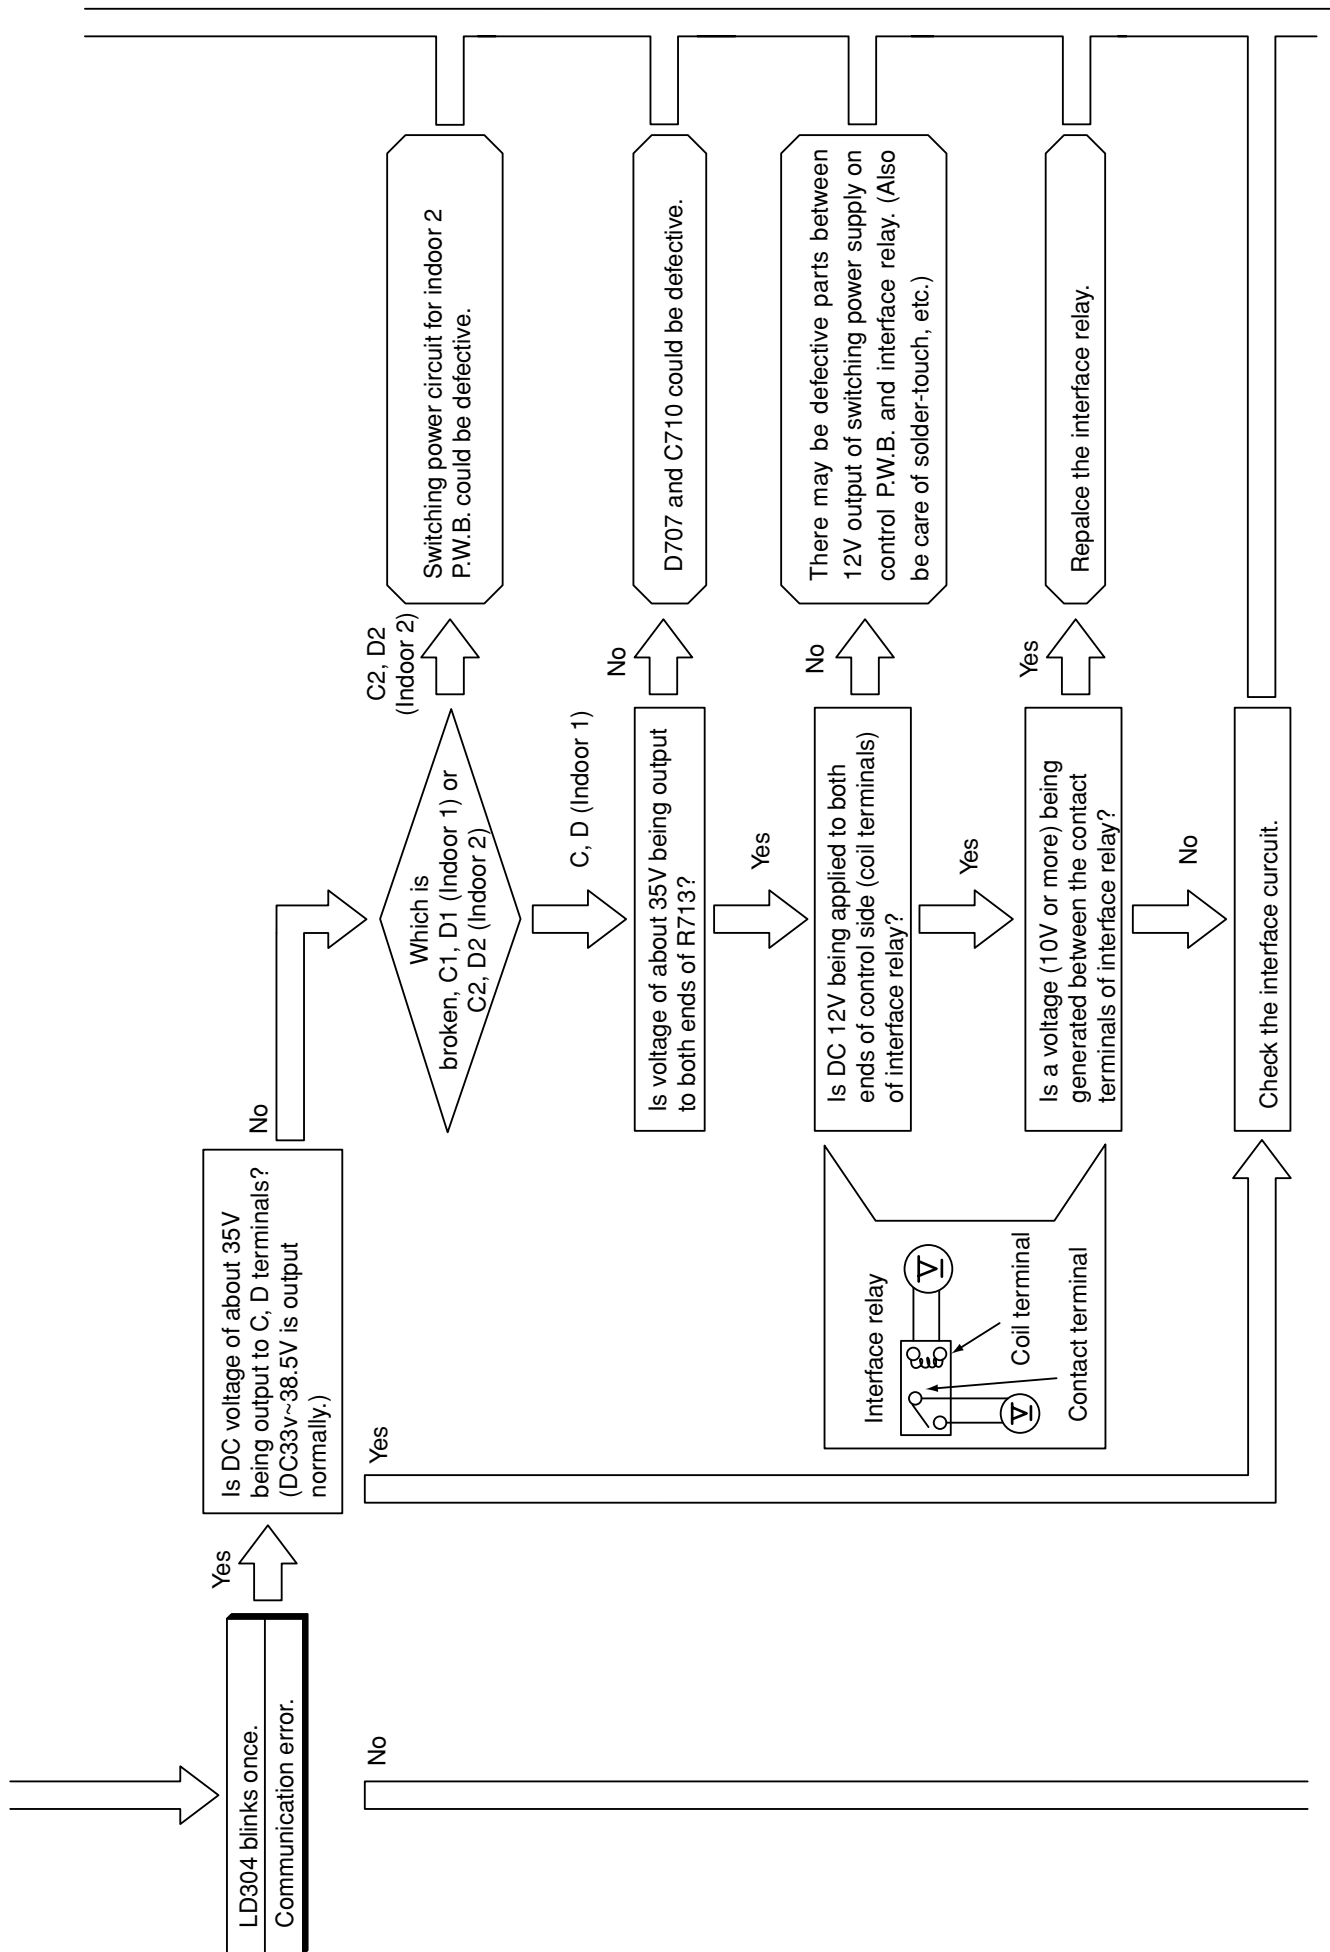 LD304 blinks once.
Communication error.
Yes
No
Is DC voltage of about 35V
being output to C, D terminals?
(DC33v~38.5V is output
normally.)
No
Yes
Which is
broken, C1, D1 (Indoor 1) or
C2, D2 (Indoor 2)
C2, D2
(Indoor 2)
Switching power circuit for indoor 2
P.W.B. could be defective.
C, D (Indoor 1)
Is voltage of about 35V being output
to both ends of R713?
No
D707 and C710 could be defective.
Yes
Is DC 12V being applied to both
ends of control side (coil terminals)
of interface relay?
No
There may be defective parts between
12V output of switching power supply on
control P.W.B. and interface relay. (Also
be care of solder-touch, etc.)
Yes
Interface relay
V
V
Coil terminal
Contact terminal
Is a voltage (10V or more) being
generated between the contact
terminals of interface relay?
Yes
Repalce the interface relay.
No
Check the interface curcuit.